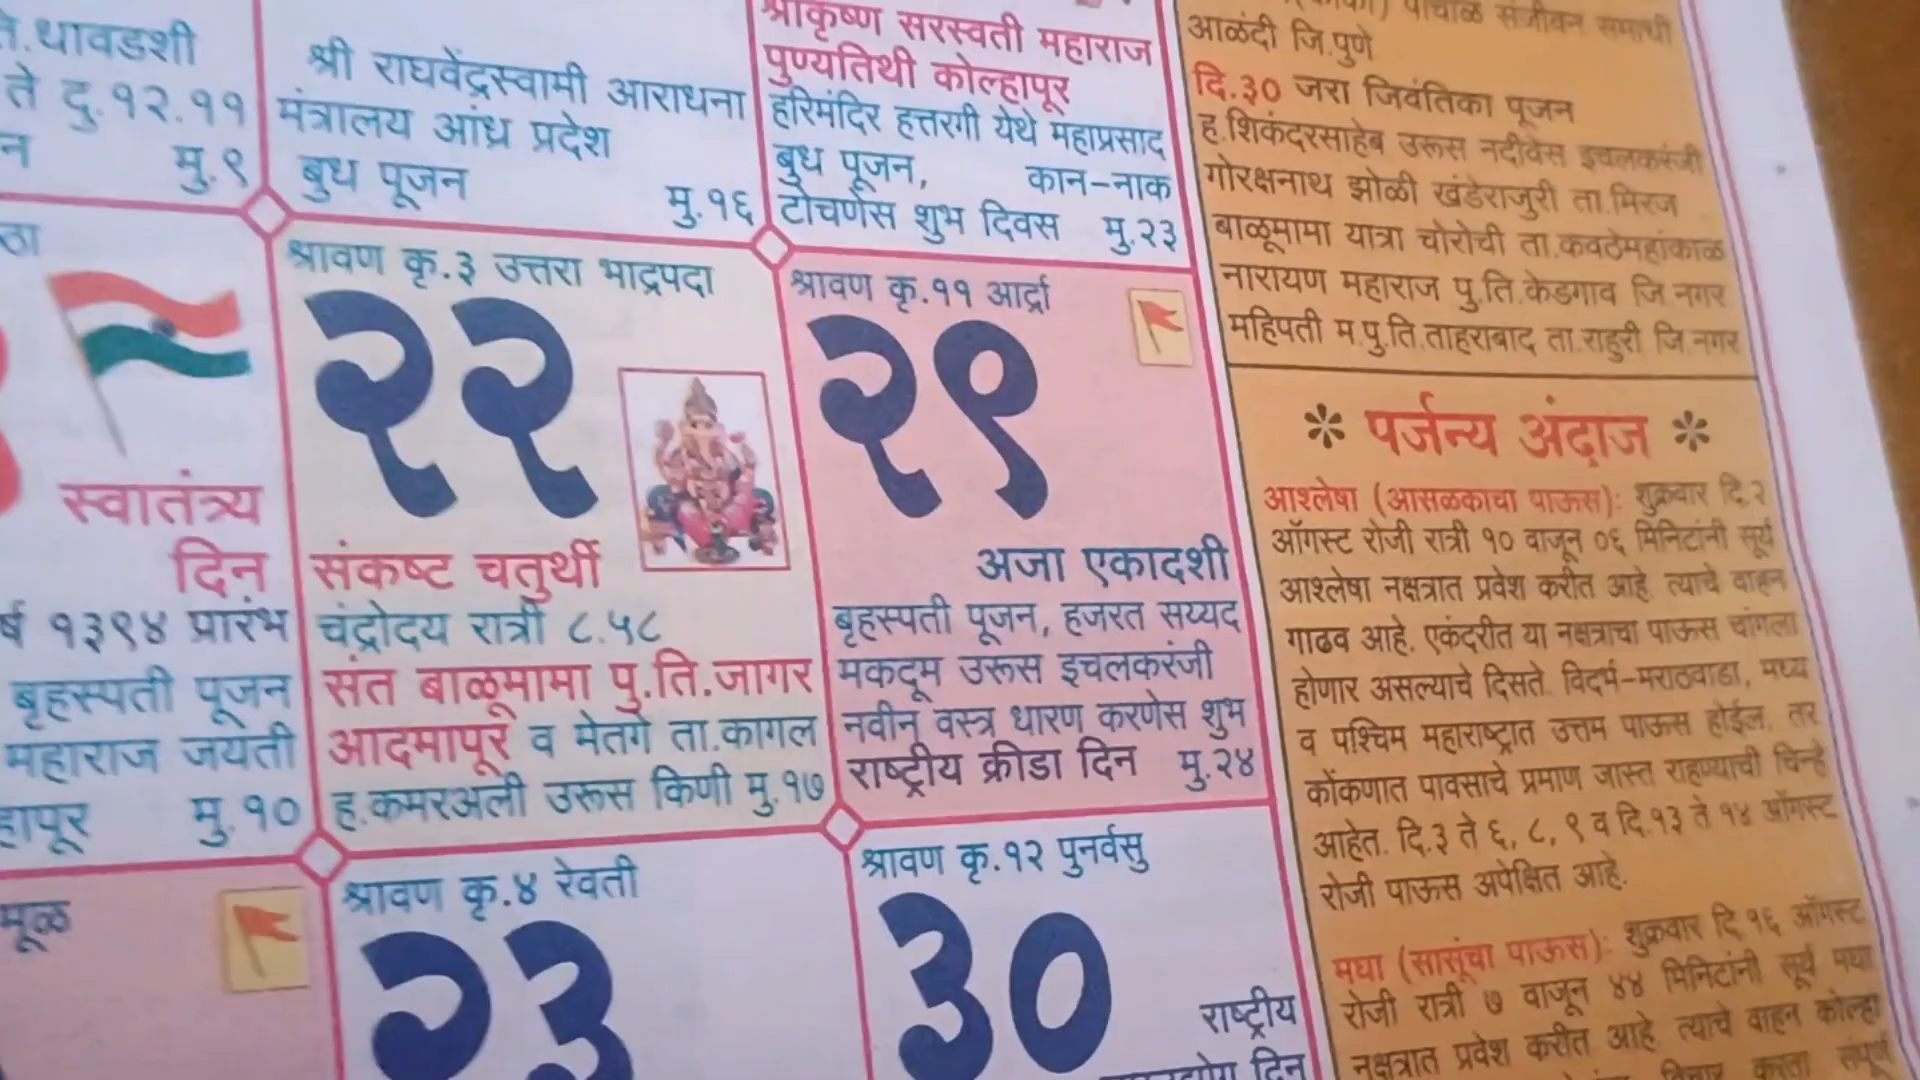 ते.धावडशी
ते दु.१२.११
न मु.९
श्री राघवेंद्रस्वामी आराधना
मंत्रालय आंध्र प्रदेश
बुध पूजन
मु.१६
श्रीकृष्ण सरस्वती महाराज
पुण्यतिथी कोल्हापूर
हरिमंदिर हत्तरगी येथे महाप्रसाद
बुध पूजन, कान-नाक
टोचणेस शुभ दिवस मु.२३
ठा
स्वातंत्र्य
दिन
र्ष १३९४ प्रारंभ
बृहस्पती पूजन
महाराज जयंती
हापूर मु.१०
श्रावण कृ.३ उत्तरा भाद्रपदा
२२
संकष्ट चतुर्थी
चंद्रोदय रात्री ८.५८
संत बाळूमामा पु.ति.जागर
आदमापूर व मेतगे ता.कागल
ह.कमरअली उरूस किणी मु.१७
श्रावण कृ.११ आर्द्रा
२९
अजा एकादशी
बृहस्पती पूजन, हजरत सय्यद
मकदूम उरूस इचलकरंजी
नवीन वस्त्र धारण करणेस शुभ
राष्ट्रीय क्रीडा दिन मु.२४
मूळ
श्रावण कृ.४ रेवती
२३
श्रावण कृ.१२ पुनर्वसु
३०
राष्ट्रीय
दिन
पांचाळ संजीवन समाधी
आळंदी जि.पुणे
दि.३० जरा जिवंतिका पूजन
ह.शिकंदरसाहेब उरूस नदीवेस इचलकरंजी
गोरक्षनाथ झोळी खंडेराजुरी ता.मिरज
बाळूमामा यात्रा चोरोची ता.कवठेमहांकाळ
नारायण महाराज पु.ति.केडगाव जि.नगर
महिपती म.पु.ति.ताहराबाद ता.राहुरी जि.नगर
* पर्जन्य अंदाज *
आश्लेषा (आसळकाचा पाऊस): शुक्रवार दि.२
ऑगस्ट रोजी रात्री १० वाजून ०६ मिनिटांनी सूर्य
आश्लेषा नक्षत्रात प्रवेश करीत आहे. त्याचे वाहन
गाढव आहे. एकंदरीत या नक्षत्राचा पाऊस चांगला
होणार असल्याचे दिसते. विदर्भ-मराठवाडा, मध्य
व पश्चिम महाराष्ट्रात उत्तम पाऊस होईल, तर
कोंकणात पावसाचे प्रमाण जास्त राहण्याची चिन्हे
आहेत. दि.३ ते ६, ८, ९ व दि.१३ ते १४ ऑगस्ट
रोजी पाऊस अपेक्षित आहे.
मघा (सासूंचा पाऊस): शुक्रवार दि.१६ ऑगस्ट
रोजी रात्री ७ वाजून ४४ मिनिटांनी सूर्य मघा
नक्षत्रात प्रवेश करीत आहे. त्याचे वाहन कोल्हा